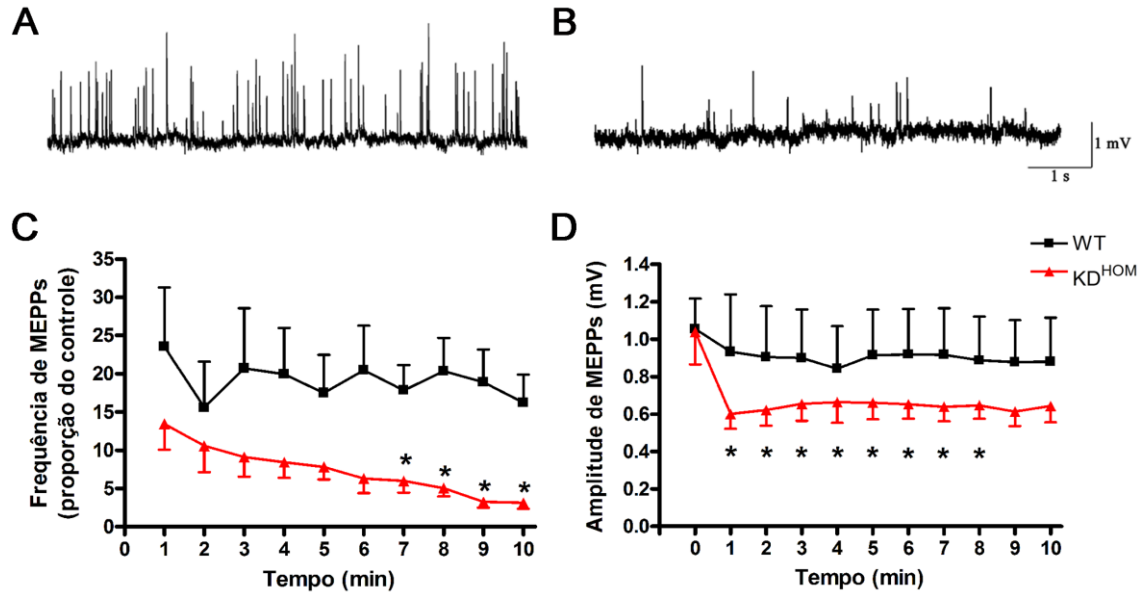 A
B
1 mV
1 s
C
D
WT
KD^HOM
Frequência de MEPPs
(proporção do controle)
35
30
25
20
15
10
5
0
* * * *
0 1 2 3 4 5 6 7 8 9 10
Tempo (min)
Amplitude de MEPPs (mV)
1.4
1.2
1.0
0.8
0.6
0.4
0.2
0.0
* * * * * * * *
0 1 2 3 4 5 6 7 8 9 10
Tempo (min)